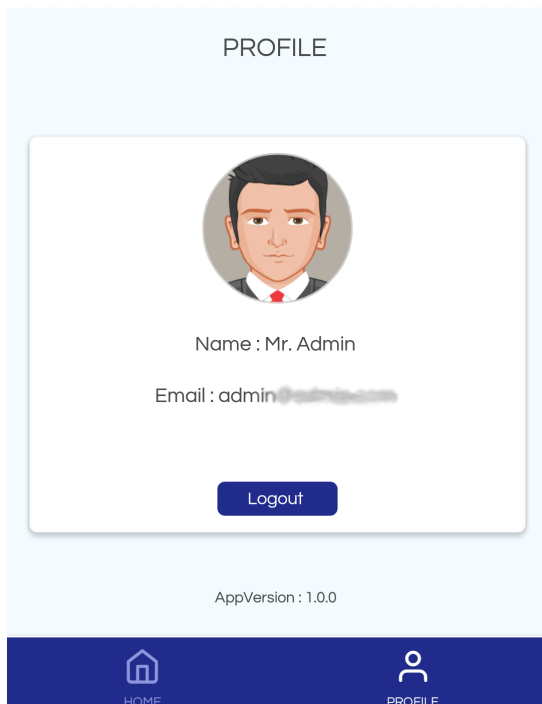 PROFILE
Name : Mr. Admin
Email : admin
Logout
AppVersion : 1.0.0
HOME
PROFILE